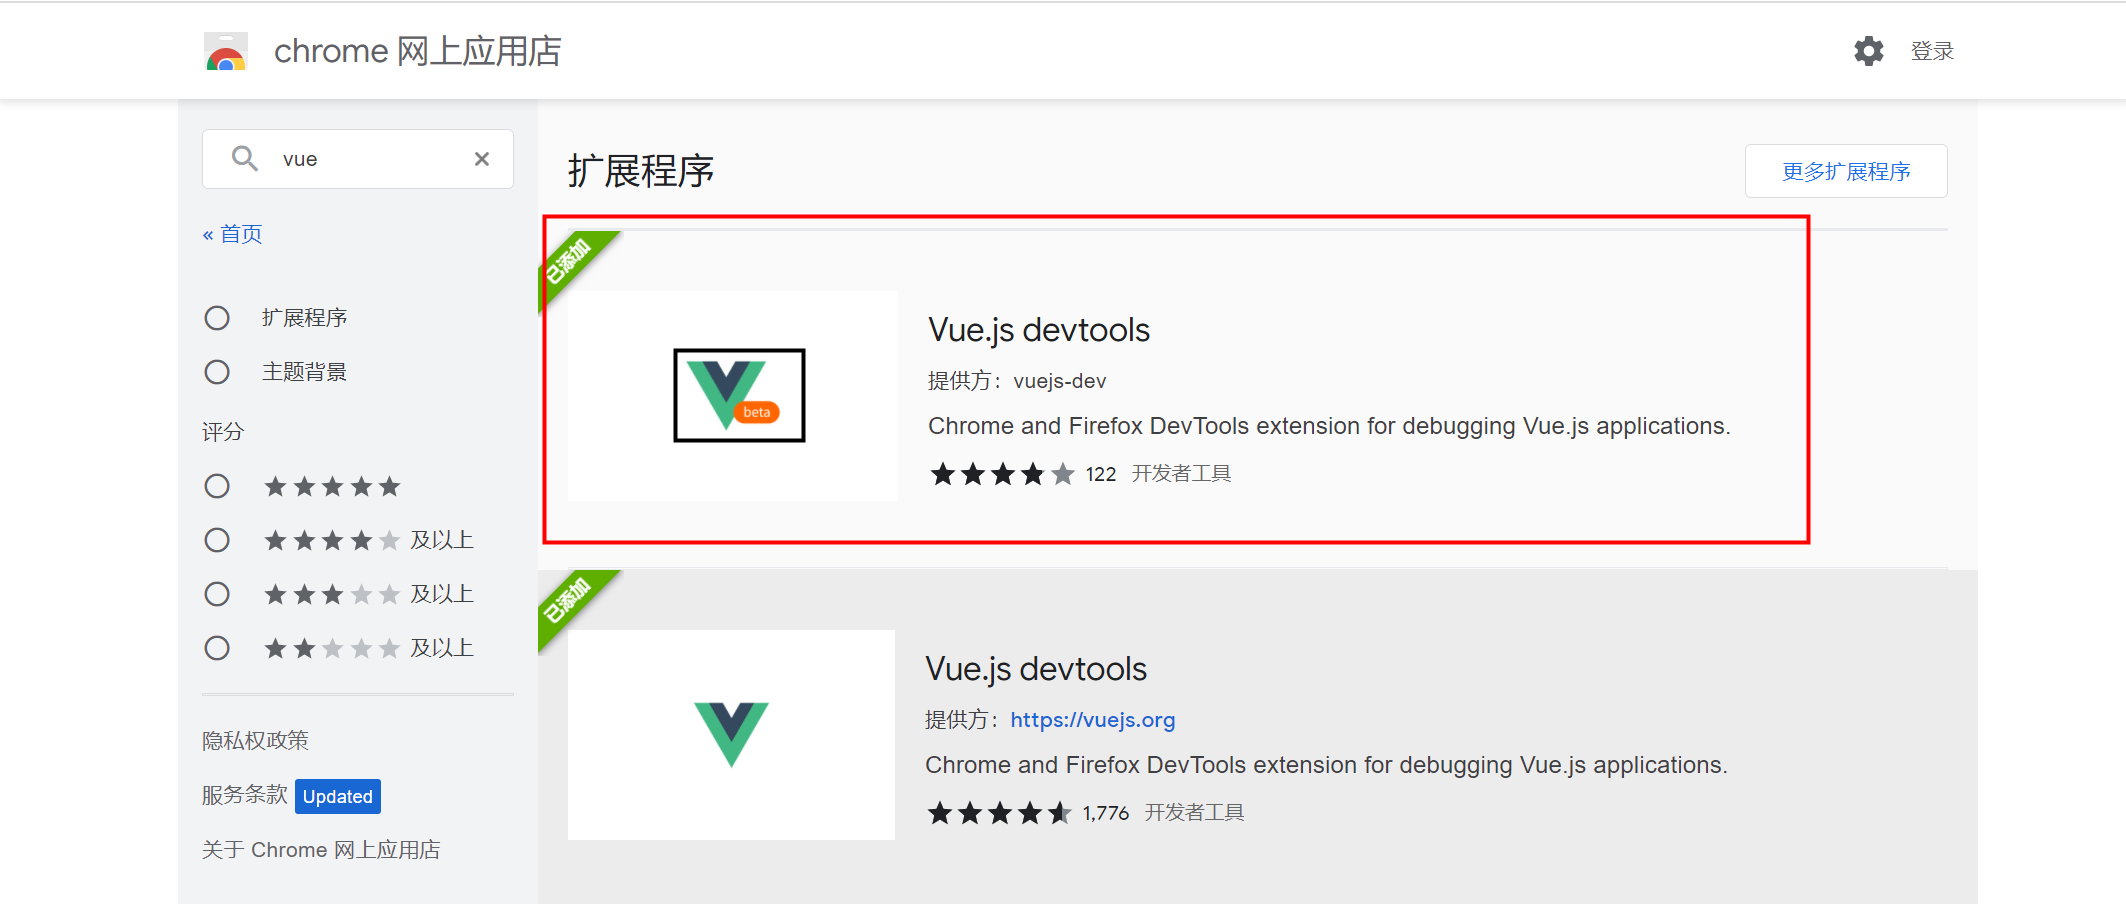 chrome 网上应用店
登录
vue
« 首页
扩展程序
主题背景
评分
及以上
及以上
及以上
隐私权政策
服务条款 Updated
关于 Chrome 网上应用店
扩展程序
更多扩展程序
已添加
beta
Vue.js devtools
提供方：vuejs-dev
Chrome and Firefox DevTools extension for debugging Vue.js applications.
122 开发者工具
已添加
Vue.js devtools
提供方：https://vuejs.org
Chrome and Firefox DevTools extension for debugging Vue.js applications.
1,776 开发者工具